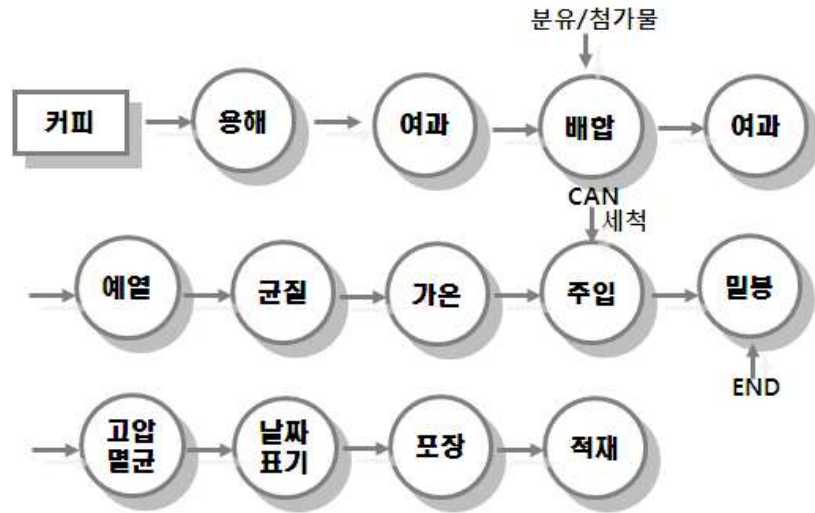 분유/첨가물
커피
용해
여과
배합
여과
CAN
세척
예열
균질
가온
주입
밀봉
END
고압
멸균
날짜
표기
포장
적재